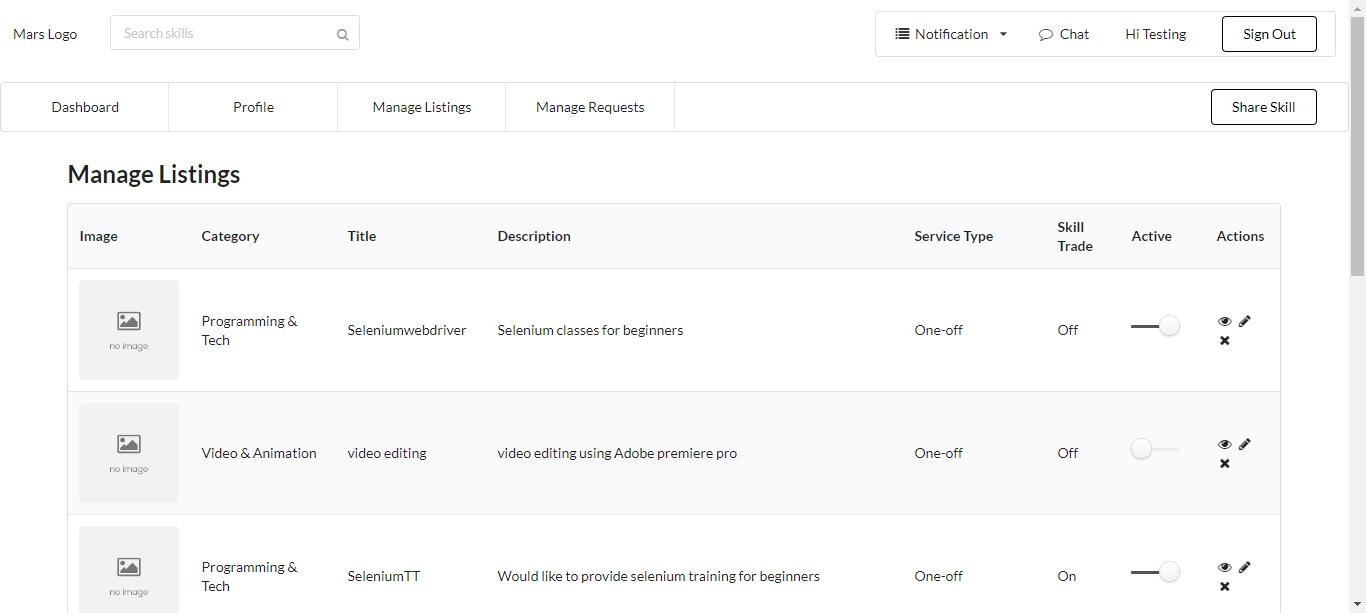 Mars Logo
Search skills
Notification
Chat
Hi Testing
Sign Out
Dashboard
Profile
Manage Listings
Manage Requests
Share Skill
Manage Listings
Image
Category
Title
Description
Service Type
Skill
Trade
Active
Actions
no image
Programming &
Tech
Seleniumwebdriver
Selenium classes for beginners
One-off
Off
no image
Video & Animation
video editing
video editing using Adobe premiere pro
One-off
Off
no image
Programming &
Tech
SeleniumTT
Would like to provide selenium training for beginners
One-off
On